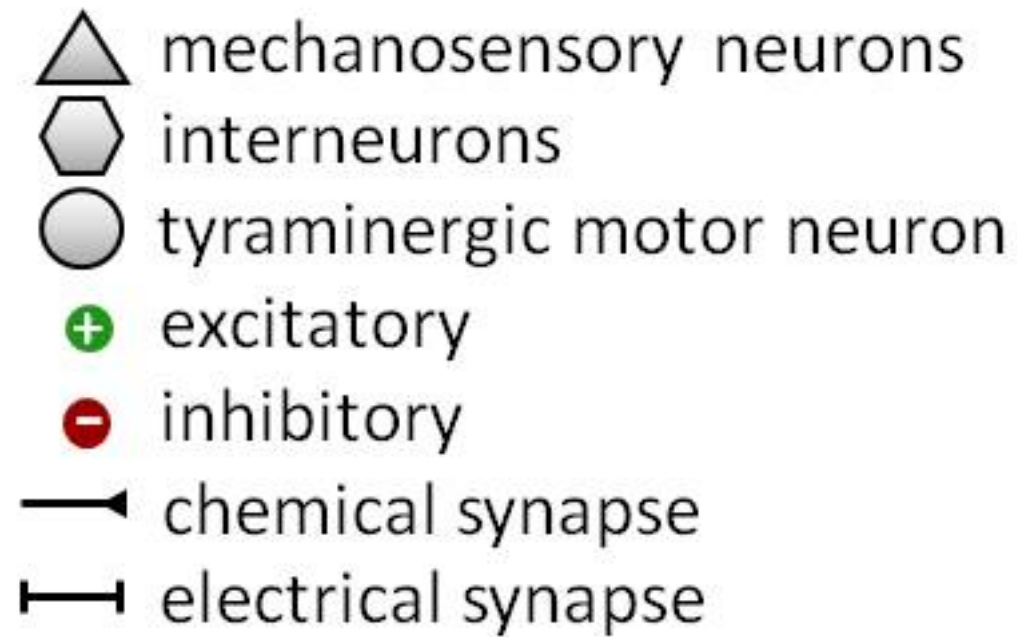 mechanosensory neurons
interneurons
tyraminergic motor neuron
excitatory
inhibitory
chemical synapse
electrical synapse